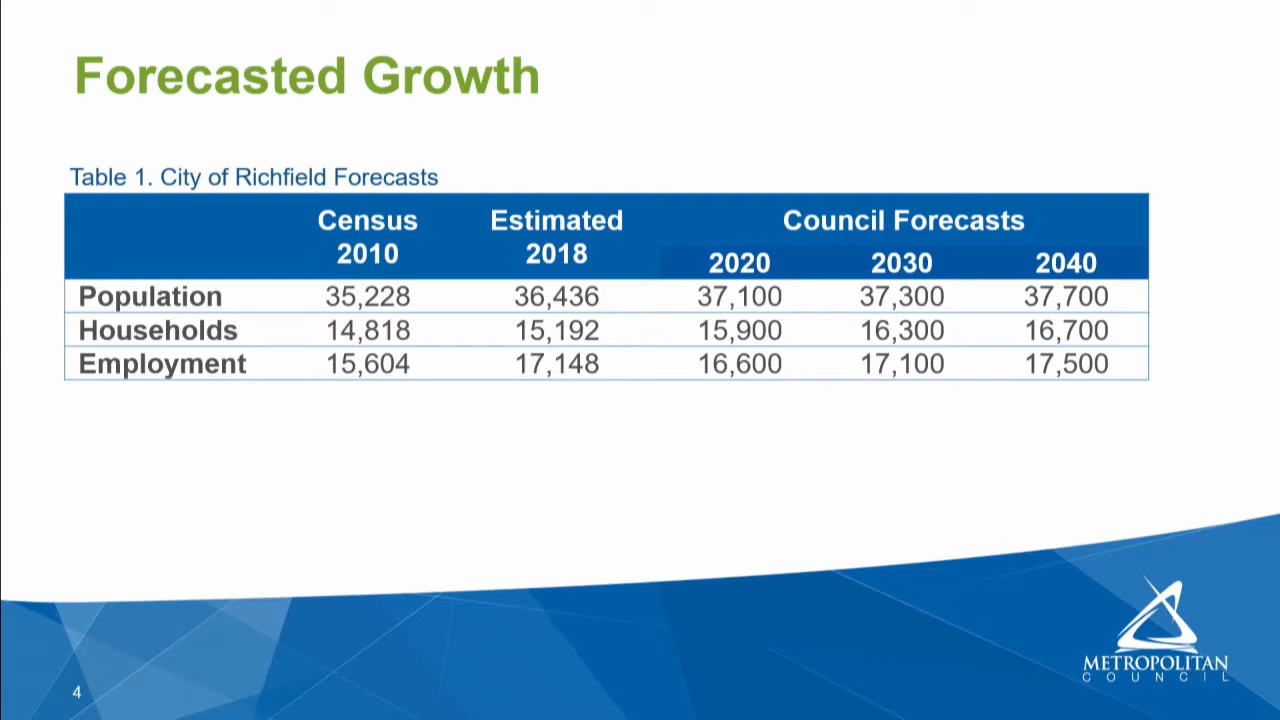 Forecasted Growth
Table 1. City of Richfield Forecasts
Census 2010 Estimated 2018 Council Forecasts
2020 2030 2040
Population 35,228 36,436 37,100 37,300 37,700
Households 14,818 15,192 15,900 16,300 16,700
Employment 15,604 17,148 16,600 17,100 17,500
METROPOLITAN
COUNCIL
4